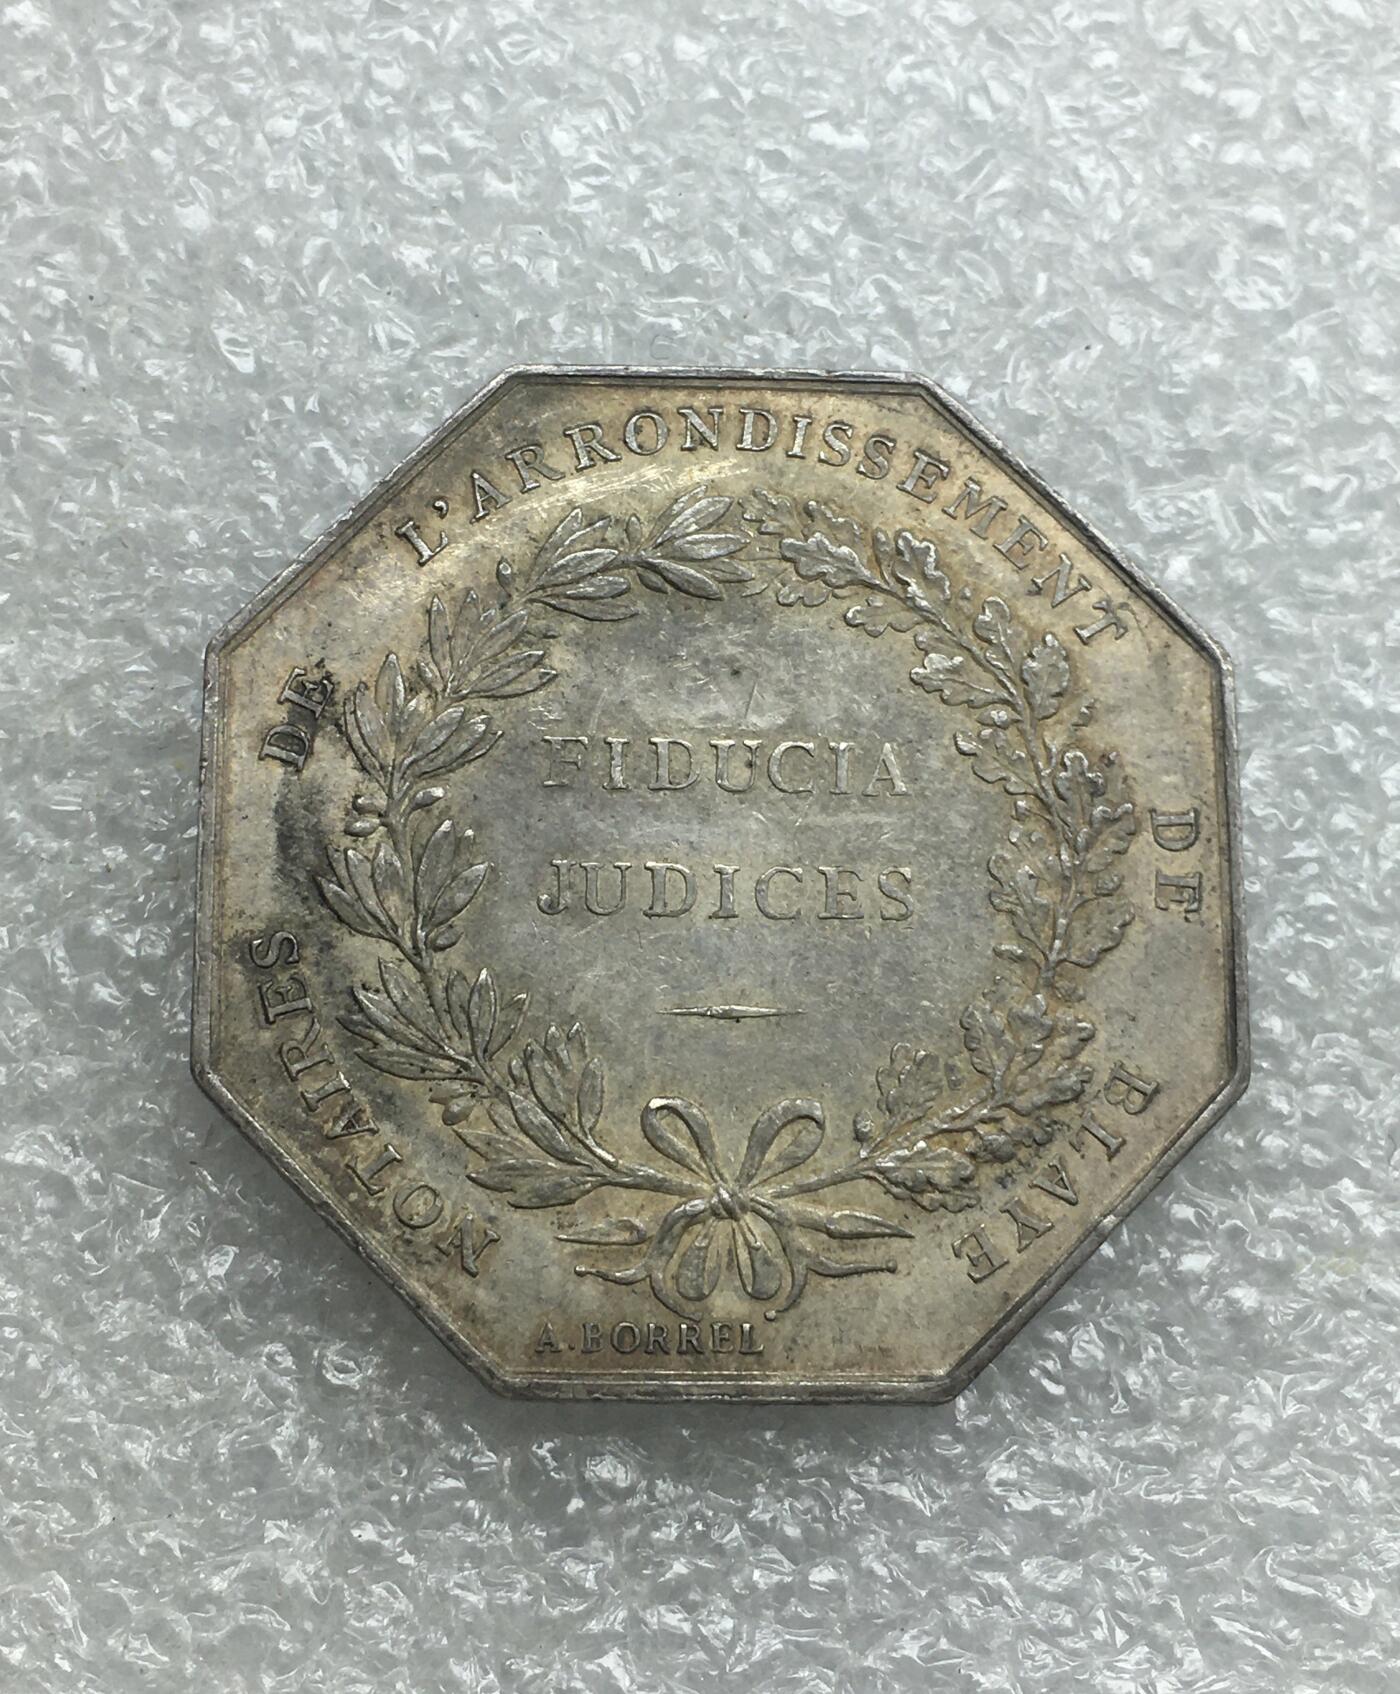 NOTAIRES DE L'ARRONDISSEMENT DE BLAYE
FIDUCIA
JUDICES
A. BORREL